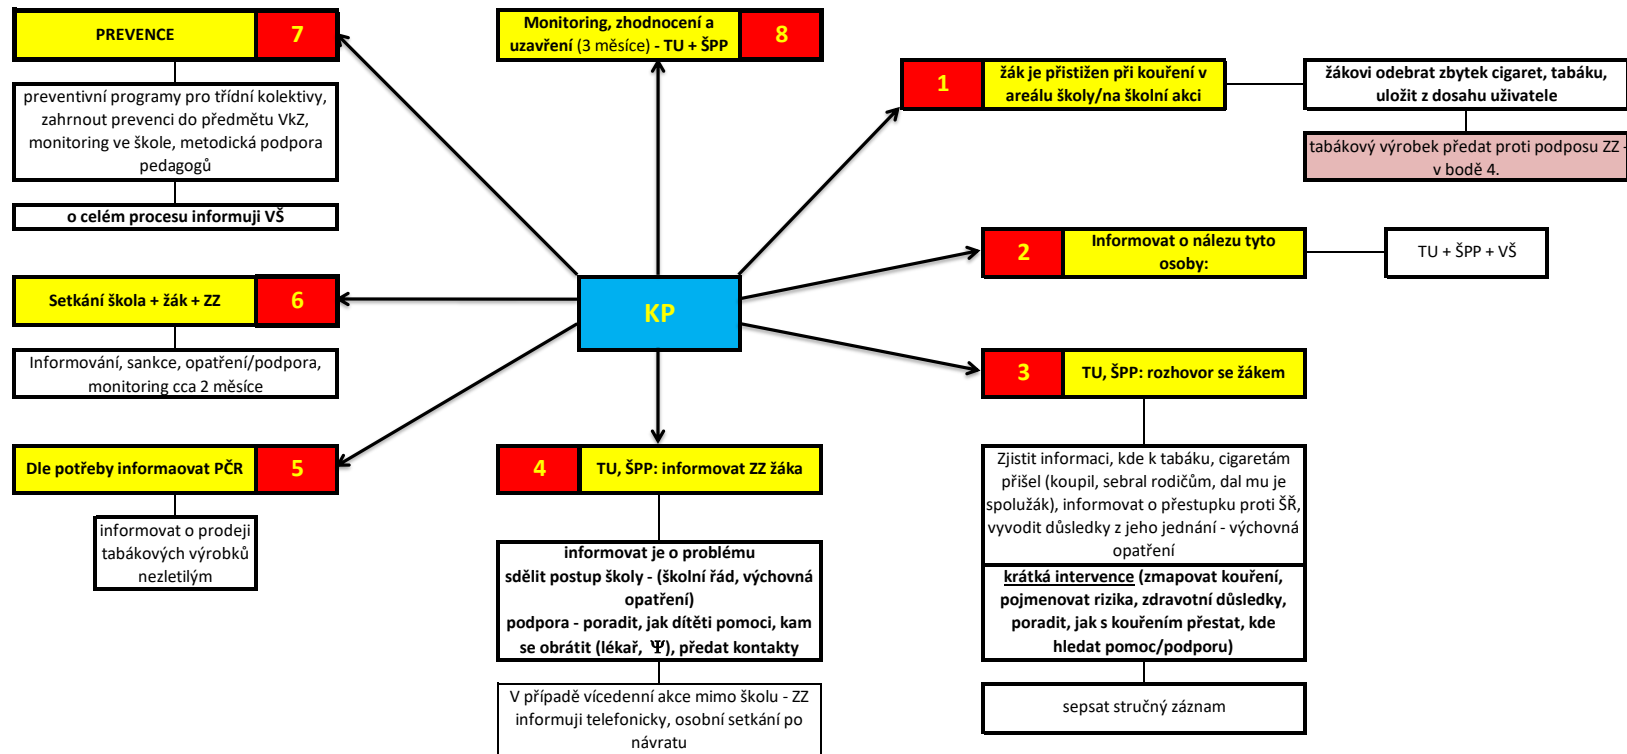 PREVENCE
7
preventivní programy pro třídní kolektivy,
zahrnout prevenci do předmětu VkZ,
monitoring ve škole, metodická podpora
pedagogů
o celém procesu informuji VŠ
Monitoring, zhodnocení a
uzavření (3 měsíce) - TU + ŠPP
8
1
žák je přistižen při kouření v
areálu školy/na školní akci
žákovi odebrat zbytek cigaret, tabáku,
uložit z dosahu uživatele
tabákový výrobek předat proti podposu ZZ -
v bodě 4.
2
Informovat o nálezu tyto
osoby:
TU + ŠPP + VŠ
Setkání škola + žák + ZZ
6
Informování, sankce, opatření/podpora,
monitoring cca 2 měsíce
KP
3
TU, ŠPP: rozhovor se žákem
Zjistit informaci, kde k tabáku, cigaretám
přišel (koupil, sebral rodičům, dal mu je
spolužák), informovat o přestupku proti ŠŘ,
vyvodit důsledky z jeho jednání - výchovná
opatření
krátká intervence (zmapovat kouření,
pojmenovat rizika, zdravotní důsledky,
poradit, jak s kouřením přestat, kde
hledat pomoc/podporu)
sepsat stručný záznam
Dle potřeby informaovat PČR
5
informovat o prodeji
tabákových výrobků
nezletilým
4
TU, ŠPP: informovat ZZ žáka
informovat je o problému
sdělit postup školy - (školní řád, výchovná
opatření)
podpora - poradit, jak dítěti pomoci, kam
se obrátit (lékař, Ψ), předat kontakty
V případě vícedenní akce mimo školu - ZZ
informuji telefonicky, osobní setkání po
návratu